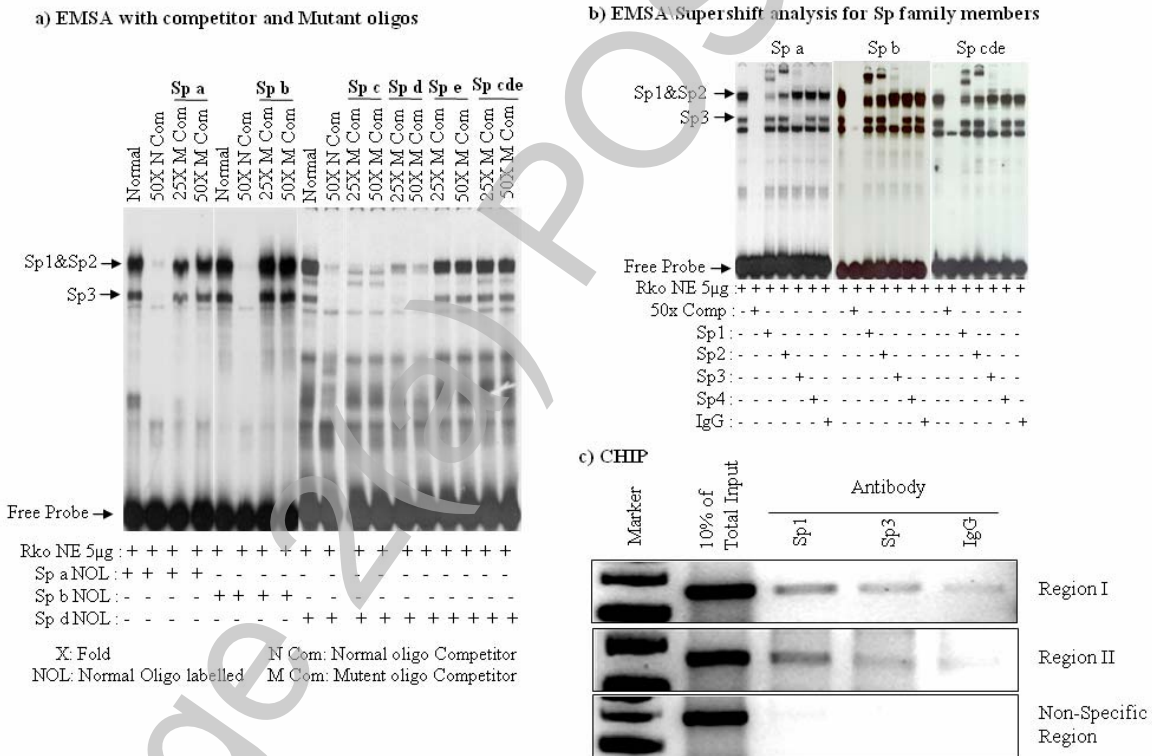 a) EMSA with competitor and Mutant oligos
Sp a Sp b Sp c Sp d Sp e Sp cde
Normal
50X N Com
25X M Com
50X M Com
Normal
50X N Com
25X M Com
50X M Com
Normal
50X N Com
25X M Com
50X M Com
25X M Com
50X M Com
25X M Com
50X M Com
25X M Com
50X M Com
Sp1&Sp2
Sp3
Free Probe
Rko NE 5µg : + + + + + + + + + + + + + + + + + +
Sp a NOL : + + + + - - - - - - - - - - - - - -
Sp b NOL : - - - - + + + + - - - - - - - - - -
Sp d NOL : - - - - - - - - + + + + + + + + + +
X: Fold N Com: Normal oligo Competitor
NOL: Normal Oligo labelled M Com: Mutent oligo Competitor
b) EMSA\Supershift analysis for Sp family members
Sp a Sp b Sp cde
Sp1&Sp2
Sp3
Free Probe
Rko NE 5µg : + + + + + + + + + + + + + + + + + + + + +
50x Comp : - + - - - - - - + - - - - - - + - - - - -
Sp1 : - - + - - - - - - + - - - - - - + - - - -
Sp2 : - - - + - - - - - - + - - - - - - + - - -
Sp3 : - - - - + - - - - - - + - - - - - - + - -
Sp4 : - - - - - + - - - - - - + - - - - - - + -
IgG : - - - - - - + - - - - - - + - - - - - - +
c) CHIP
Marker
10% of
Total Input
Antibody
Sp1
Sp3
IgG
Region I
Region II
Non-Specific
Region
ge 2(a) POS